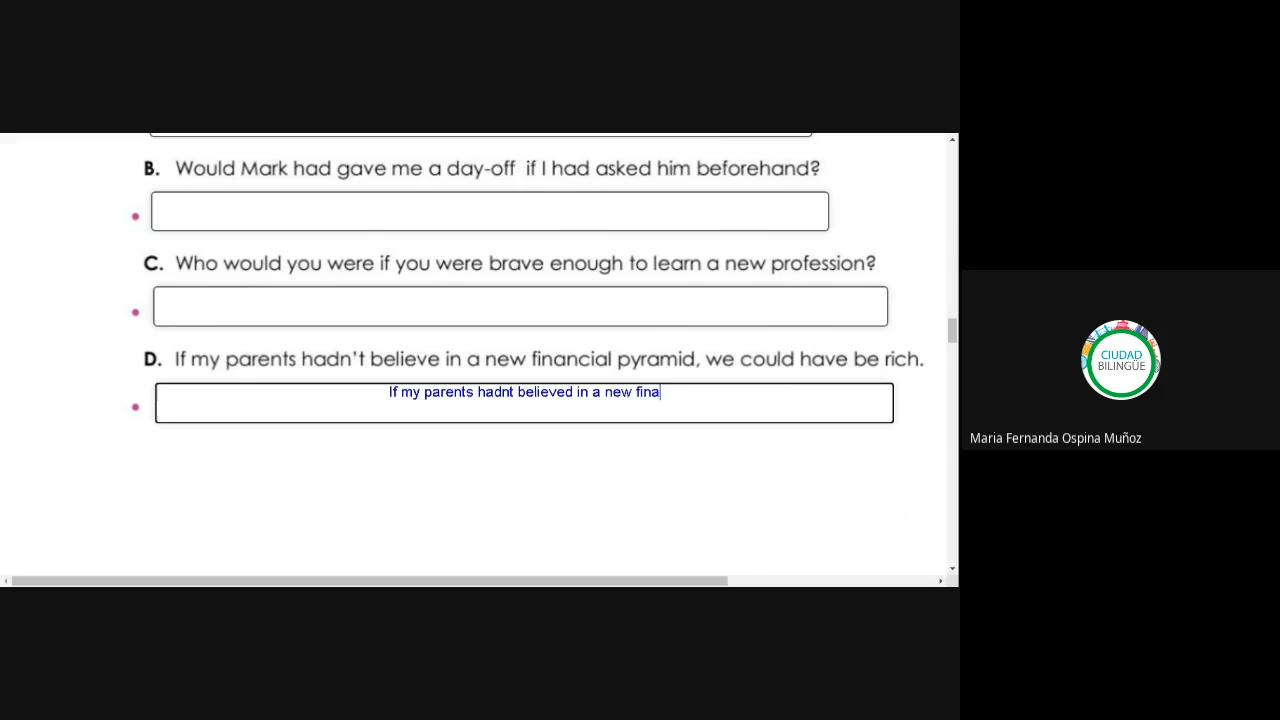 B. Would Mark had gave me a day-off if I had asked him beforehand?
C. Who would you were if you were brave enough to learn a new profession?
D. If my parents hadn't believe in a new financial pyramid, we could have be rich.
If my parents hadnt believed in a new fina
CIUDAD
BILINGÜE
Maria Fernanda Ospina Muñoz